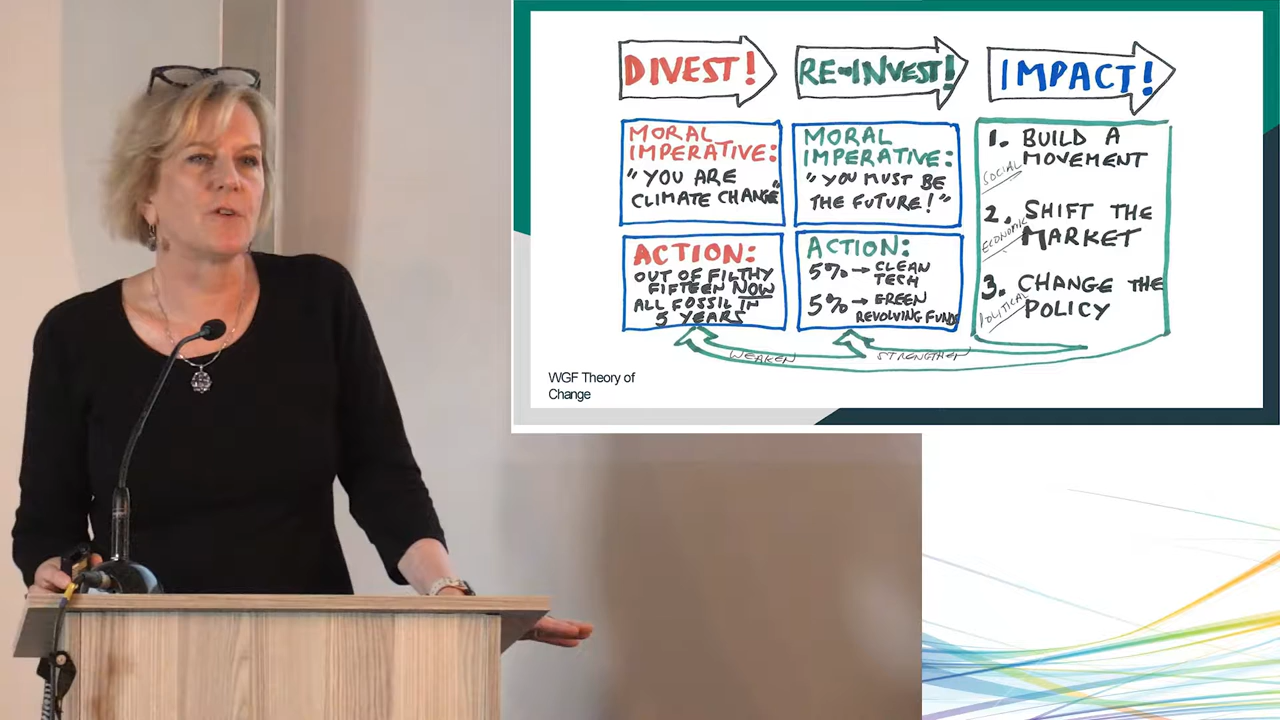 DIVEST!
RE-INVEST!
IMPACT!
MORAL
IMPERATIVE:
"YOU ARE
CLIMATE CHANGE"
MORAL
IMPERATIVE:
"YOU MUST BE
THE FUTURE!"
1. BUILD A
MOVEMENT
SOCIAL
2. SHIFT THE
MARKET
ECONOMIC
3. CHANGE THE
POLICY
POLITICAL
ACTION:
OUT OF FILTHY
FIFTEEN NOW
ALL FOSSIL IN
5 YEARS
ACTION:
5% → CLEAN
TECH
5% → GREEN
REVOLVING FUNDS
WEAKEN
STRENGTHEN
WGF Theory of
Change